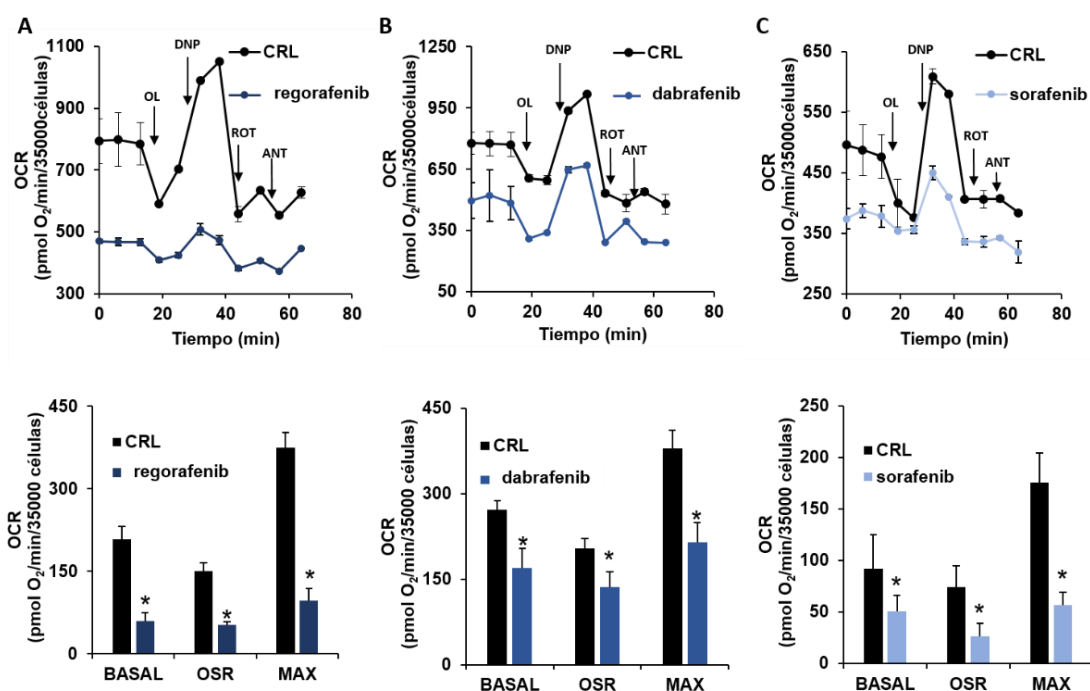 A
1100
900
700
500
300
OCR
(pmol O2/min/35000células)
DNP
OL
ROT
ANT
CRL
regorafenib
0 20 40 60 80
Tiempo (min)
B
1250
950
650
350
50
OCR
(pmol O2/min/35000células)
DNP
OL
ROT
ANT
CRL
dabrafenib
0 20 40 60 80
Tiempo (min)
C
650
550
450
350
250
OCR
(pmol O2/min/35000células)
DNP
OL
ROT
ANT
CRL
sorafenib
0 20 40 60 80
Tiempo (min)
450
300
150
0
OCR
(pmol O2/min/35000 células)
CRL
regorafenib
* * *
BASAL OSR MAX
450
300
150
0
OCR
(pmol O2/min/35000 células)
CRL
dabrafenib
* * *
BASAL OSR MAX
250
200
150
100
50
0
OCR
(pmol O2/min/35000 células)
CRL
sorafenib
* * *
BASAL OSR MAX